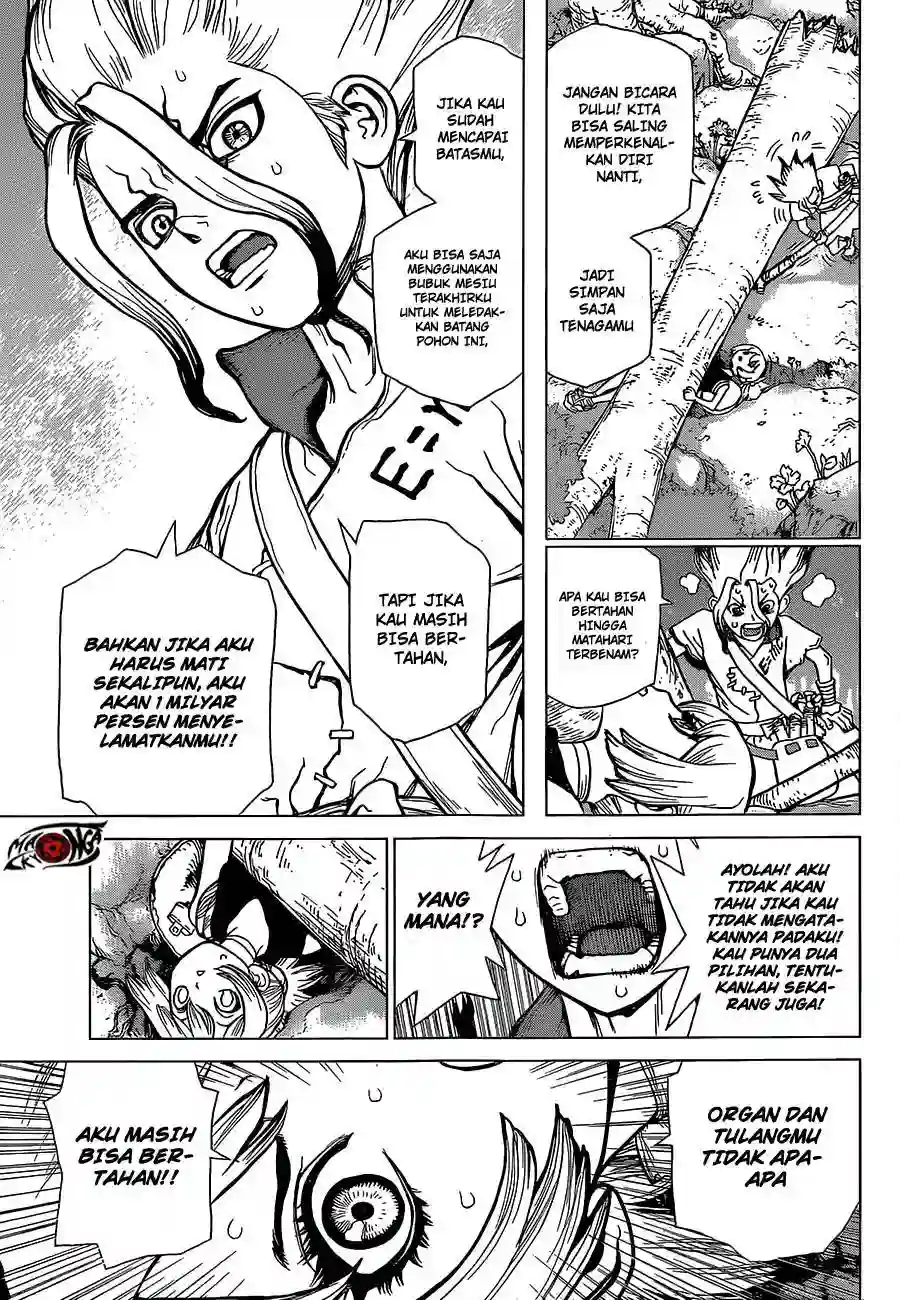 JANGAN BICARA
DULU! KITA
BISA SALING
MEMPERKENAL-
KAN DIRI
NANTI,
JADI
SIMPAN
SAJA
TENAGAMU
APA KAU BISA
BERTAHAN
HINGGA
MATAHARI
TERBENAM?
JIKA KAU
SUDAH
MENCAPAI
BATASMU,
AKU BISA SAJA
MENGGUNAKAN
BUBUK MESIU
TERAKHIRKU
UNTUK MELEDAK-
KAN BATANG
POHON INI,
E=
TAPI JIKA
KAU MASIH
BISA BER-
TAHAN,
BAHKAN JIKA AKU
HARUS MATI
SEKALIPUN, AKU
AKAN 1 MILYAR
PERSEN MENYE-
LAMATKANMU!!
AYOLAH! AKU
TIDAK AKAN
TAHU JIKA KAU
TIDAK MENGATA-
KANNYA PADAKU!
KAU PUNYA DUA
PILIHAN, TENTU-
KANLAH SEKA-
RANG JUGA!
YANG
MANA!?
ORGAN DAN
TULANGMU
TIDAK APA-
APA
AKU MASIH
BISA BER-
TAHAN!!